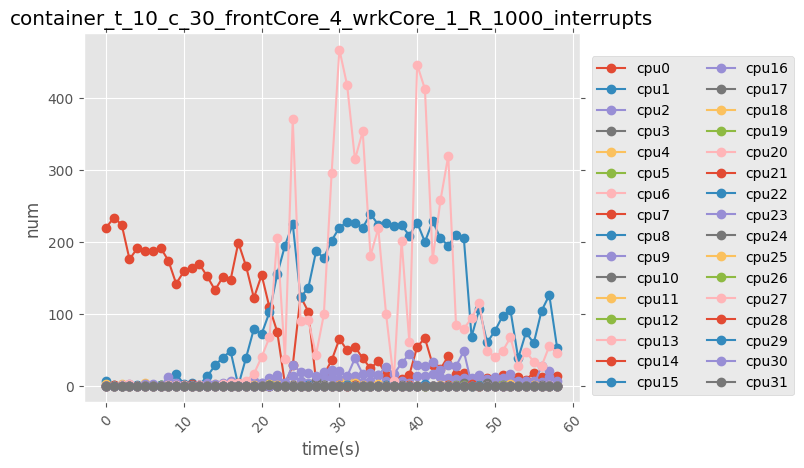 container_t_10_c_30_frontCore_4_wrkCore_1_R_1000_interrupts
num
400
300
200
100
0
0
10
20
30
40
50
60
time(s)
cpu0
cpu1
cpu2
cpu3
cpu4
cpu5
cpu6
cpu7
cpu8
cpu9
cpu10
cpu11
cpu12
cpu13
cpu14
cpu15
cpu16
cpu17
cpu18
cpu19
cpu20
cpu21
cpu22
cpu23
cpu24
cpu25
cpu26
cpu27
cpu28
cpu29
cpu30
cpu31